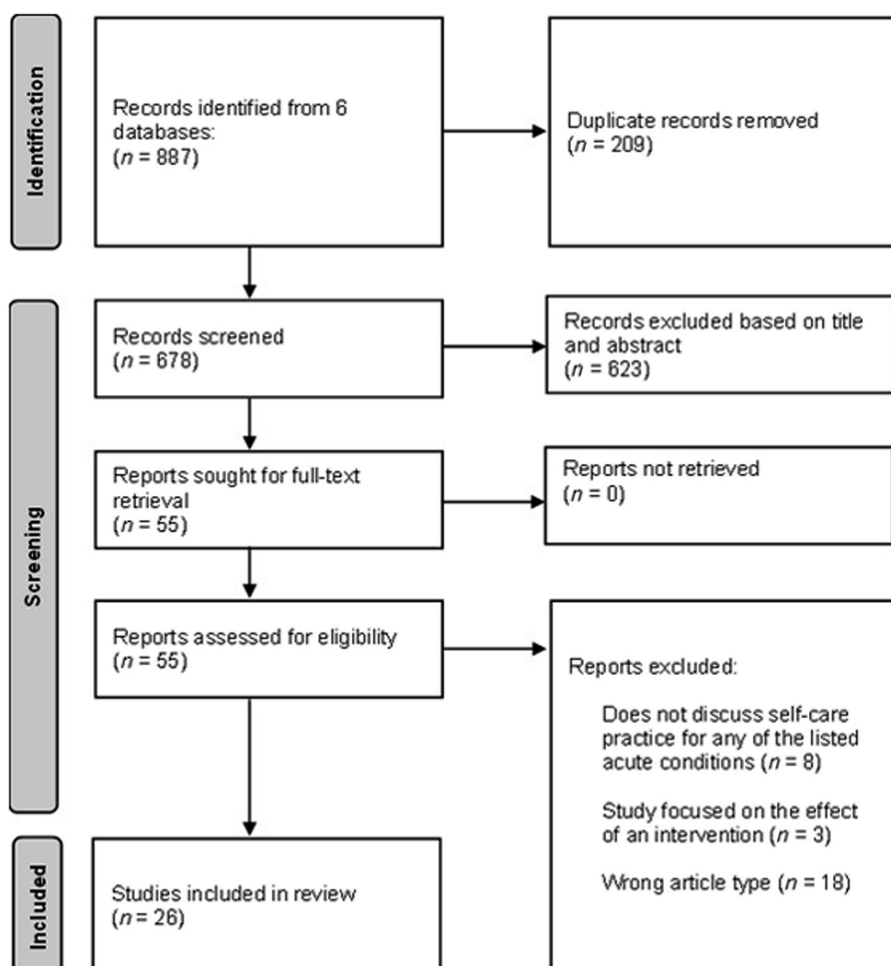 Identification
Records identified from 6
databases:
(n = 887)
Duplicate records removed
(n = 209)
Screening
Records screened
(n = 678)
Records excluded based on title
and abstract
(n = 623)
Reports sought for full-text
retrieval
(n = 55)
Reports not retrieved
(n = 0)
Reports assessed for eligibility
(n = 55)
Reports excluded:
Does not discuss self-care
practice for any of the listed
acute conditions (n = 8)
Study focused on the effect
of an intervention (n = 3)
Wrong article type (n = 18)
Included
Studies included in review
(n = 26)